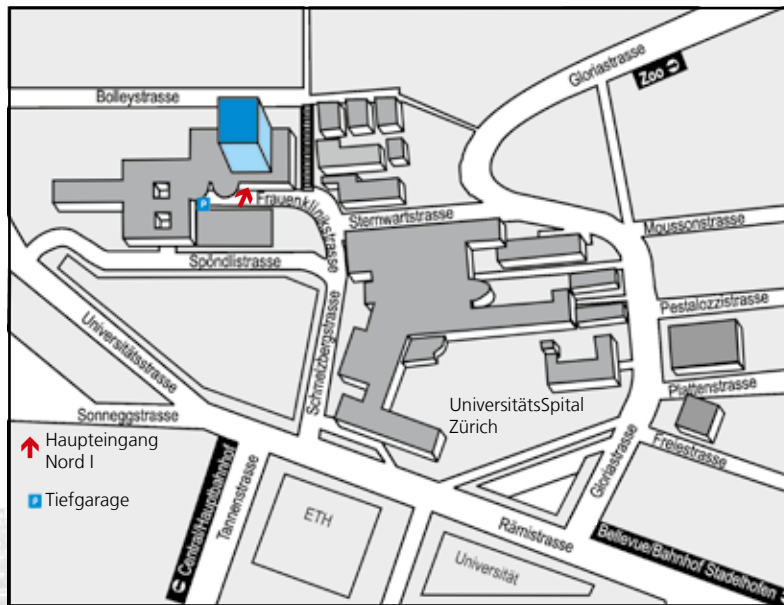 Gloriastrasse
Zoo
Bolleystrasse
Frauenklinikstrasse
P
Sternwartstrasse
Moussonstrasse
Spöndlistrasse
Pestalozzistrasse
Universitätsstrasse
Schmelzbergstrasse
Plattenstrasse
UniversitätsSpital
Zürich
Sonneggstrasse
Freiestrasse
Haupteingang
Nord I
Gloriastrasse
Central/Hauptbahnhof
Tannenstrasse
P Tiefgarage
ETH
Rämistrasse
Bellevue/Bahnhof Stadelhofen
Universität